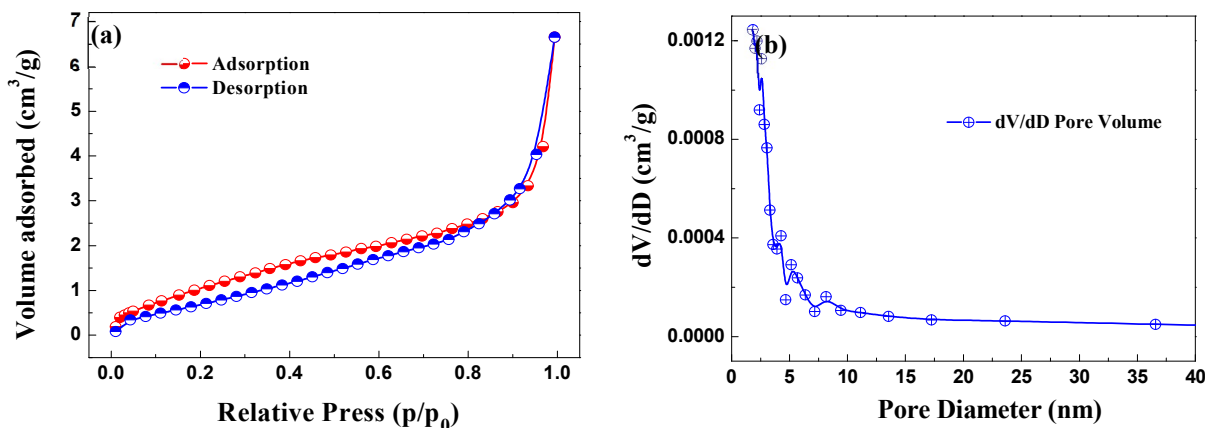 (a)
Adsorption
Desorption
Volume adsorbed (cm³/g)
7
6
5
4
3
2
1
0
0.0 0.2 0.4 0.6 0.8 1.0
Relative Press (p/p₀)
(b)
dV/dD Pore Volume
dV/dD (cm³/g)
0.0012
0.0008
0.0004
0.0000
0 5 10 15 20 25 30 35 40
Pore Diameter (nm)